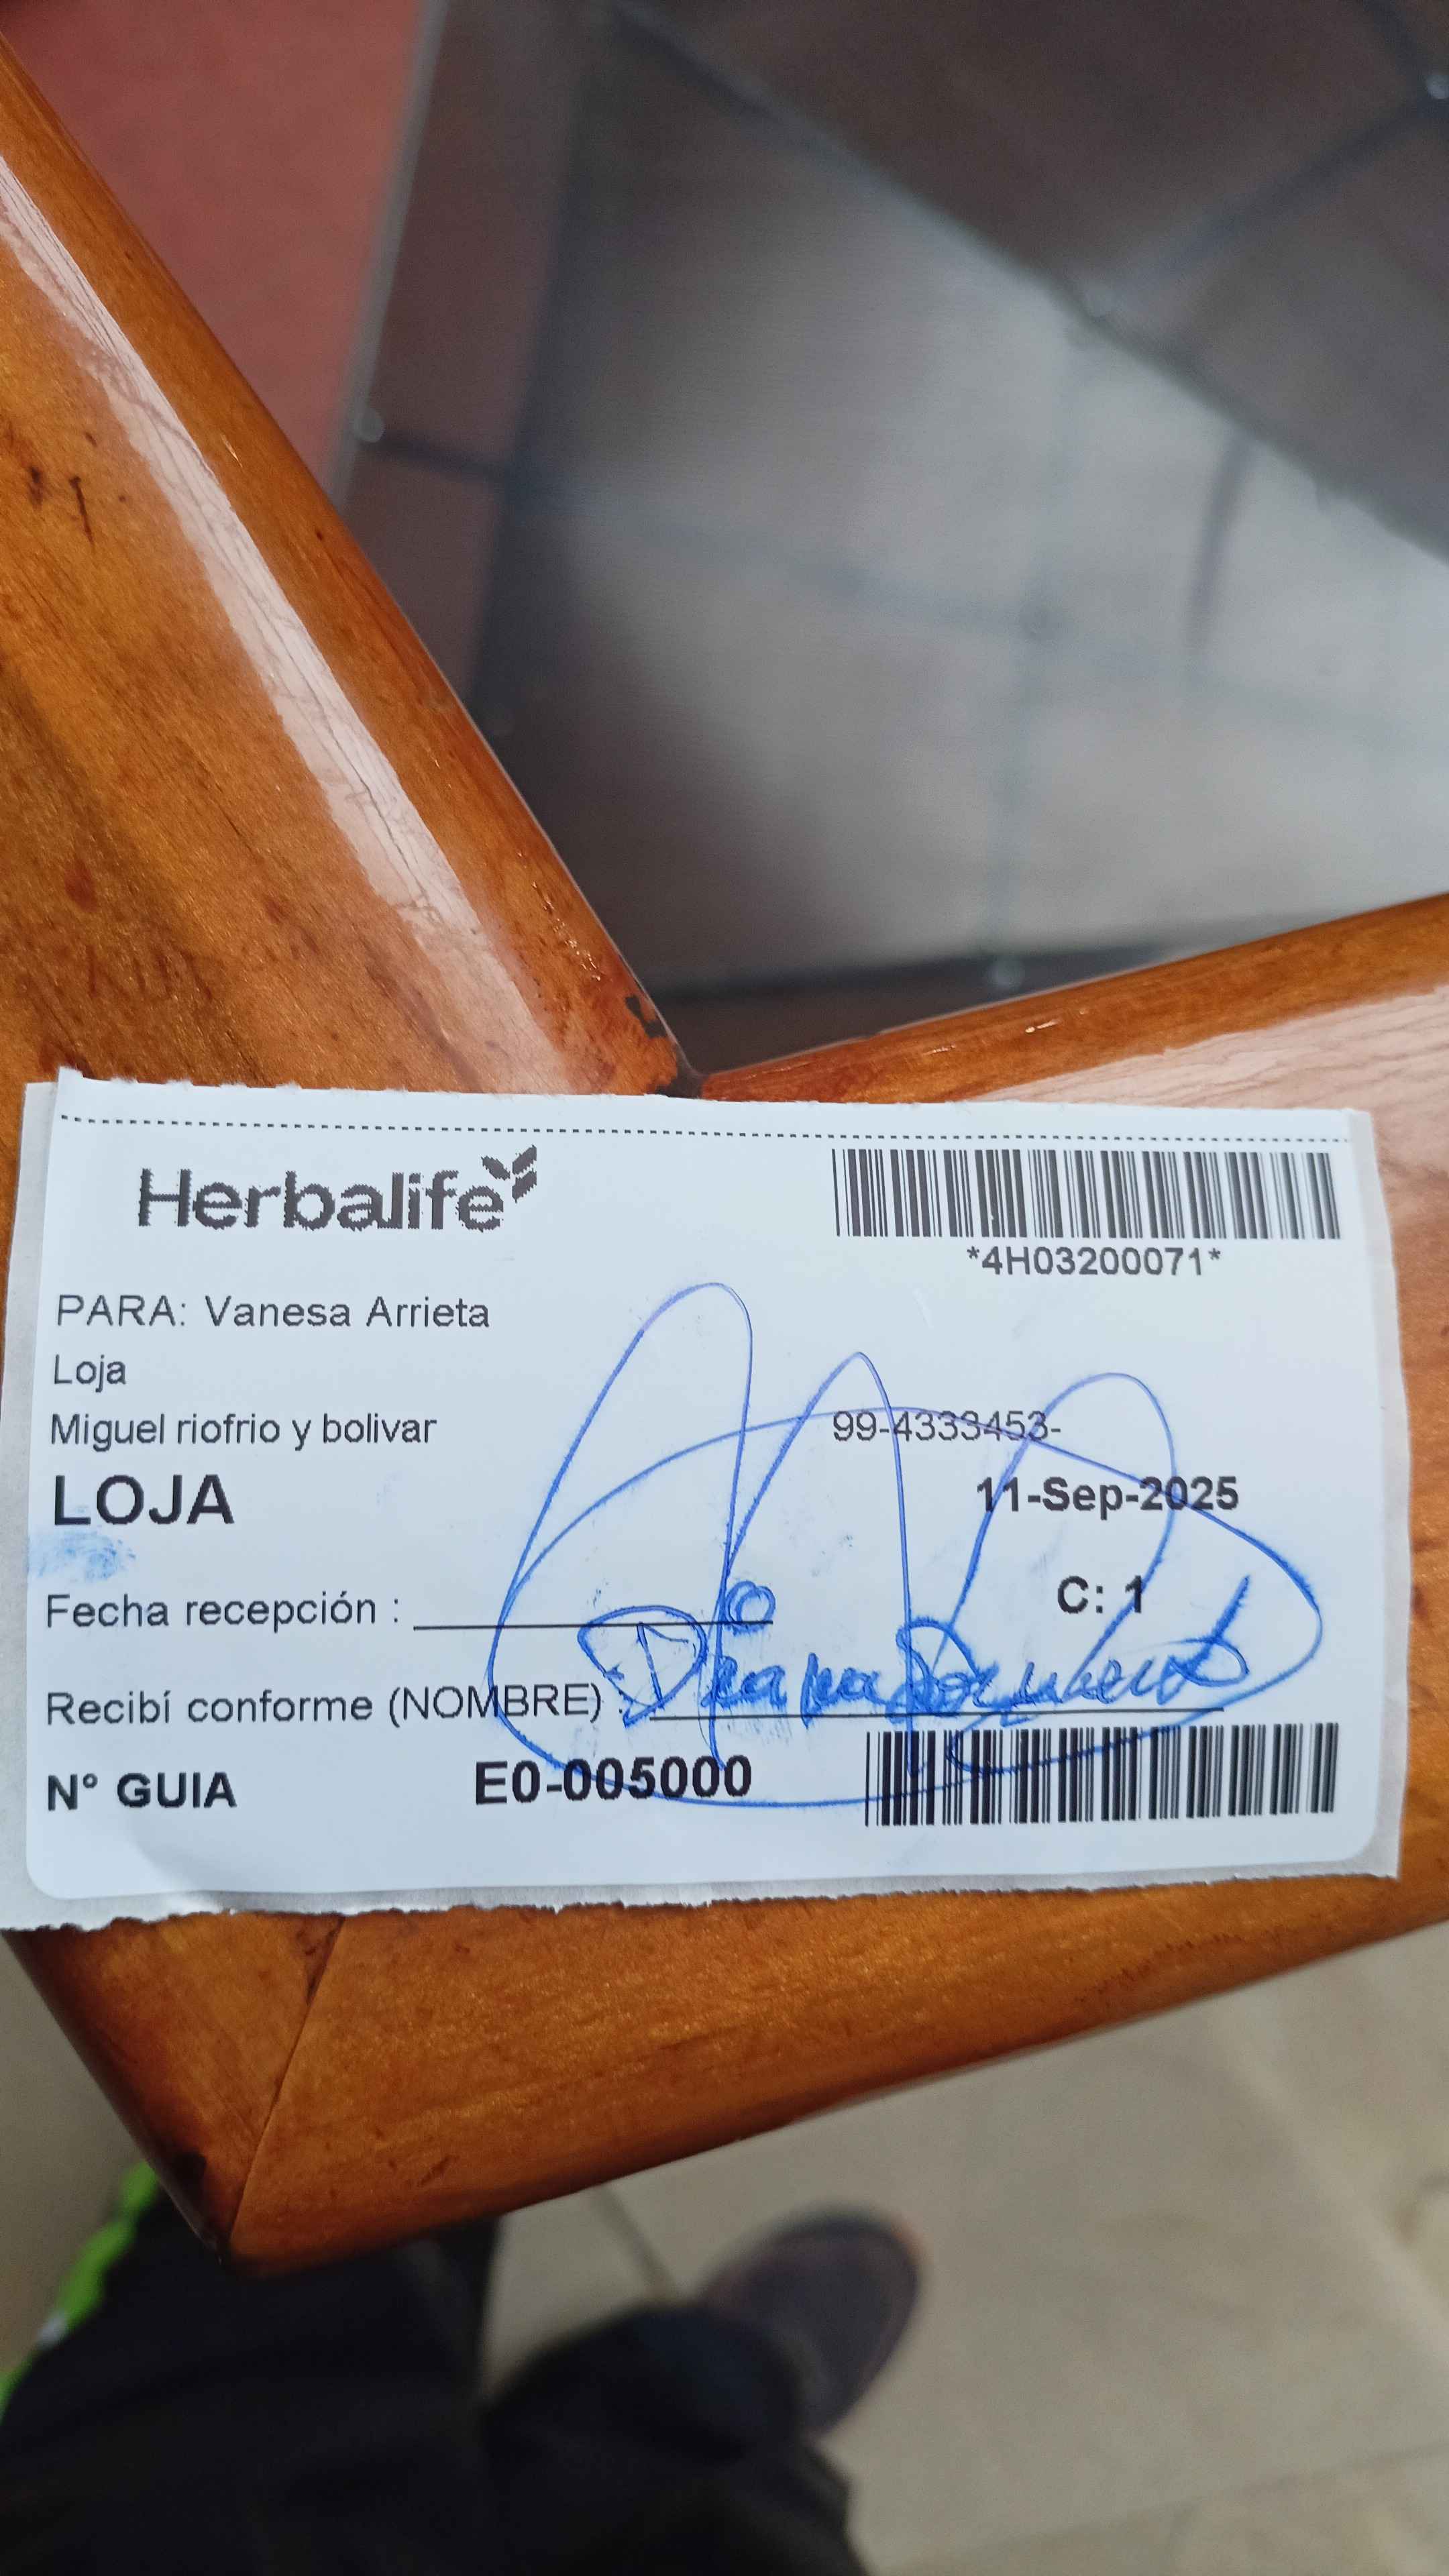 Herbalife
*4H03200071*
PARA: Vanesa Arrieta
Loja
Miguel riofrio y bolivar 99-4333453-
LOJA 11-Sep-2025
Fecha recepción : C: 1
Recibí conforme (NOMBRE) :
N° GUIA E0-005000